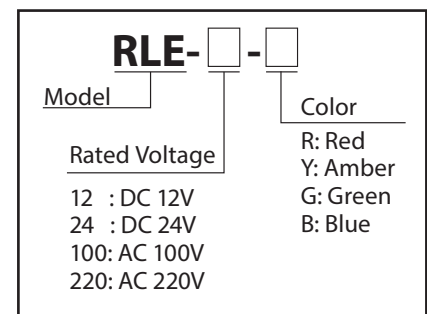 RLE-□-□
Model
Rated Voltage
12 : DC 12V
24 : DC 24V
100: AC 100V
220: AC 220V
Color
R: Red
Y: Amber
G: Green
B: Blue